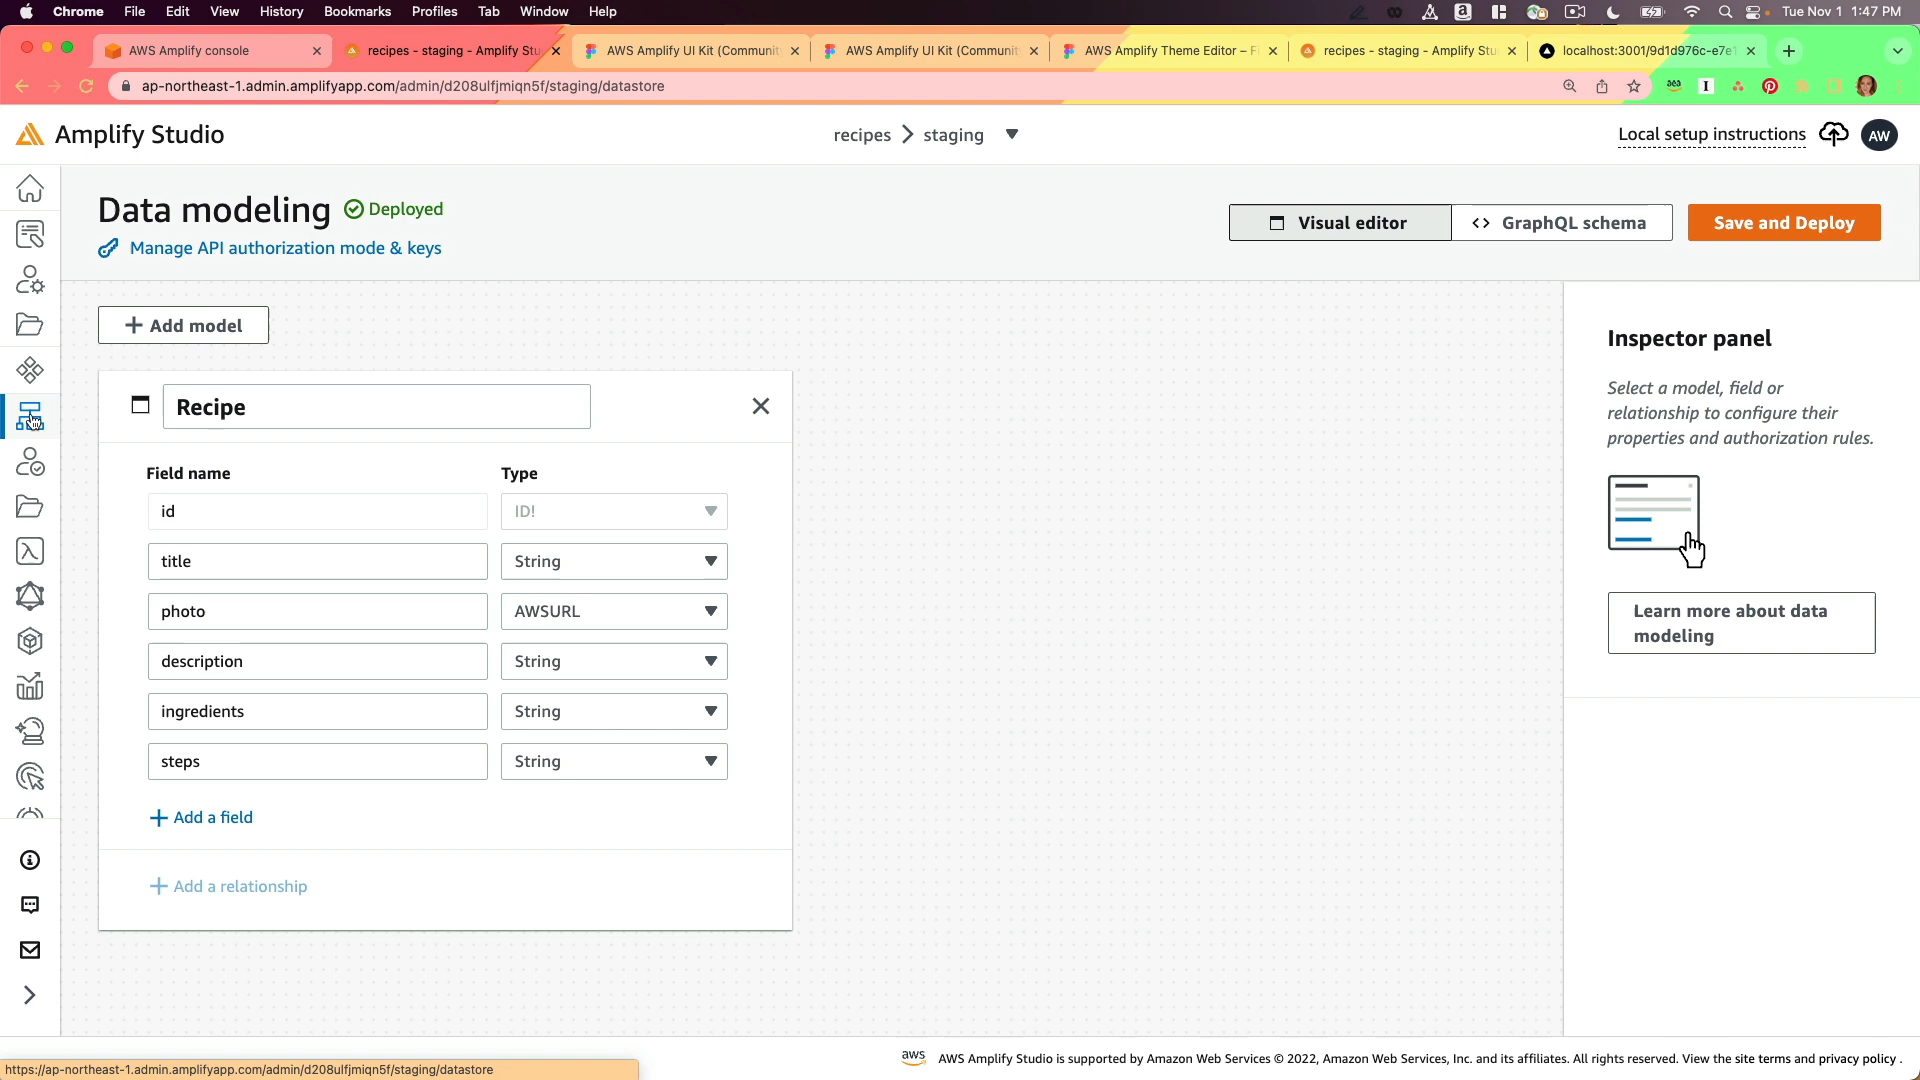 Chrome File Edit View History Bookmarks Profiles Tab Window Help Tue Nov 1 1:47 PM
AWS Amplify console recipes - staging - Amplify Stu AWS Amplify UI Kit (Communit AWS Amplify UI Kit (Communit AWS Amplify Theme Editor – F recipes - staging - Amplify Stu localhost:3001/9d1d976c-e7e1
ap-northeast-1.admin.amplifyapp.com/admin/d208ulfjmiqn5f/staging/datastore
Amplify Studio
recipes > staging
Local setup instructions
AW
Data modeling
Deployed
Manage API authorization mode & keys
Visual editor
<> GraphQL schema
Save and Deploy
+ Add model
Recipe
Field name Type
id ID!
title String
photo AWSURL
description String
ingredients String
steps String
+ Add a field
+ Add a relationship
Inspector panel
Select a model, field or
relationship to configure their
properties and authorization rules.
Learn more about data
modeling
aws AWS Amplify Studio is supported by Amazon Web Services © 2022, Amazon Web Services, Inc. and its affiliates. All rights reserved. View the site terms and privacy policy .
https://ap-northeast-1.admin.amplifyapp.com/admin/d208ulfjmiqn5f/staging/datastore